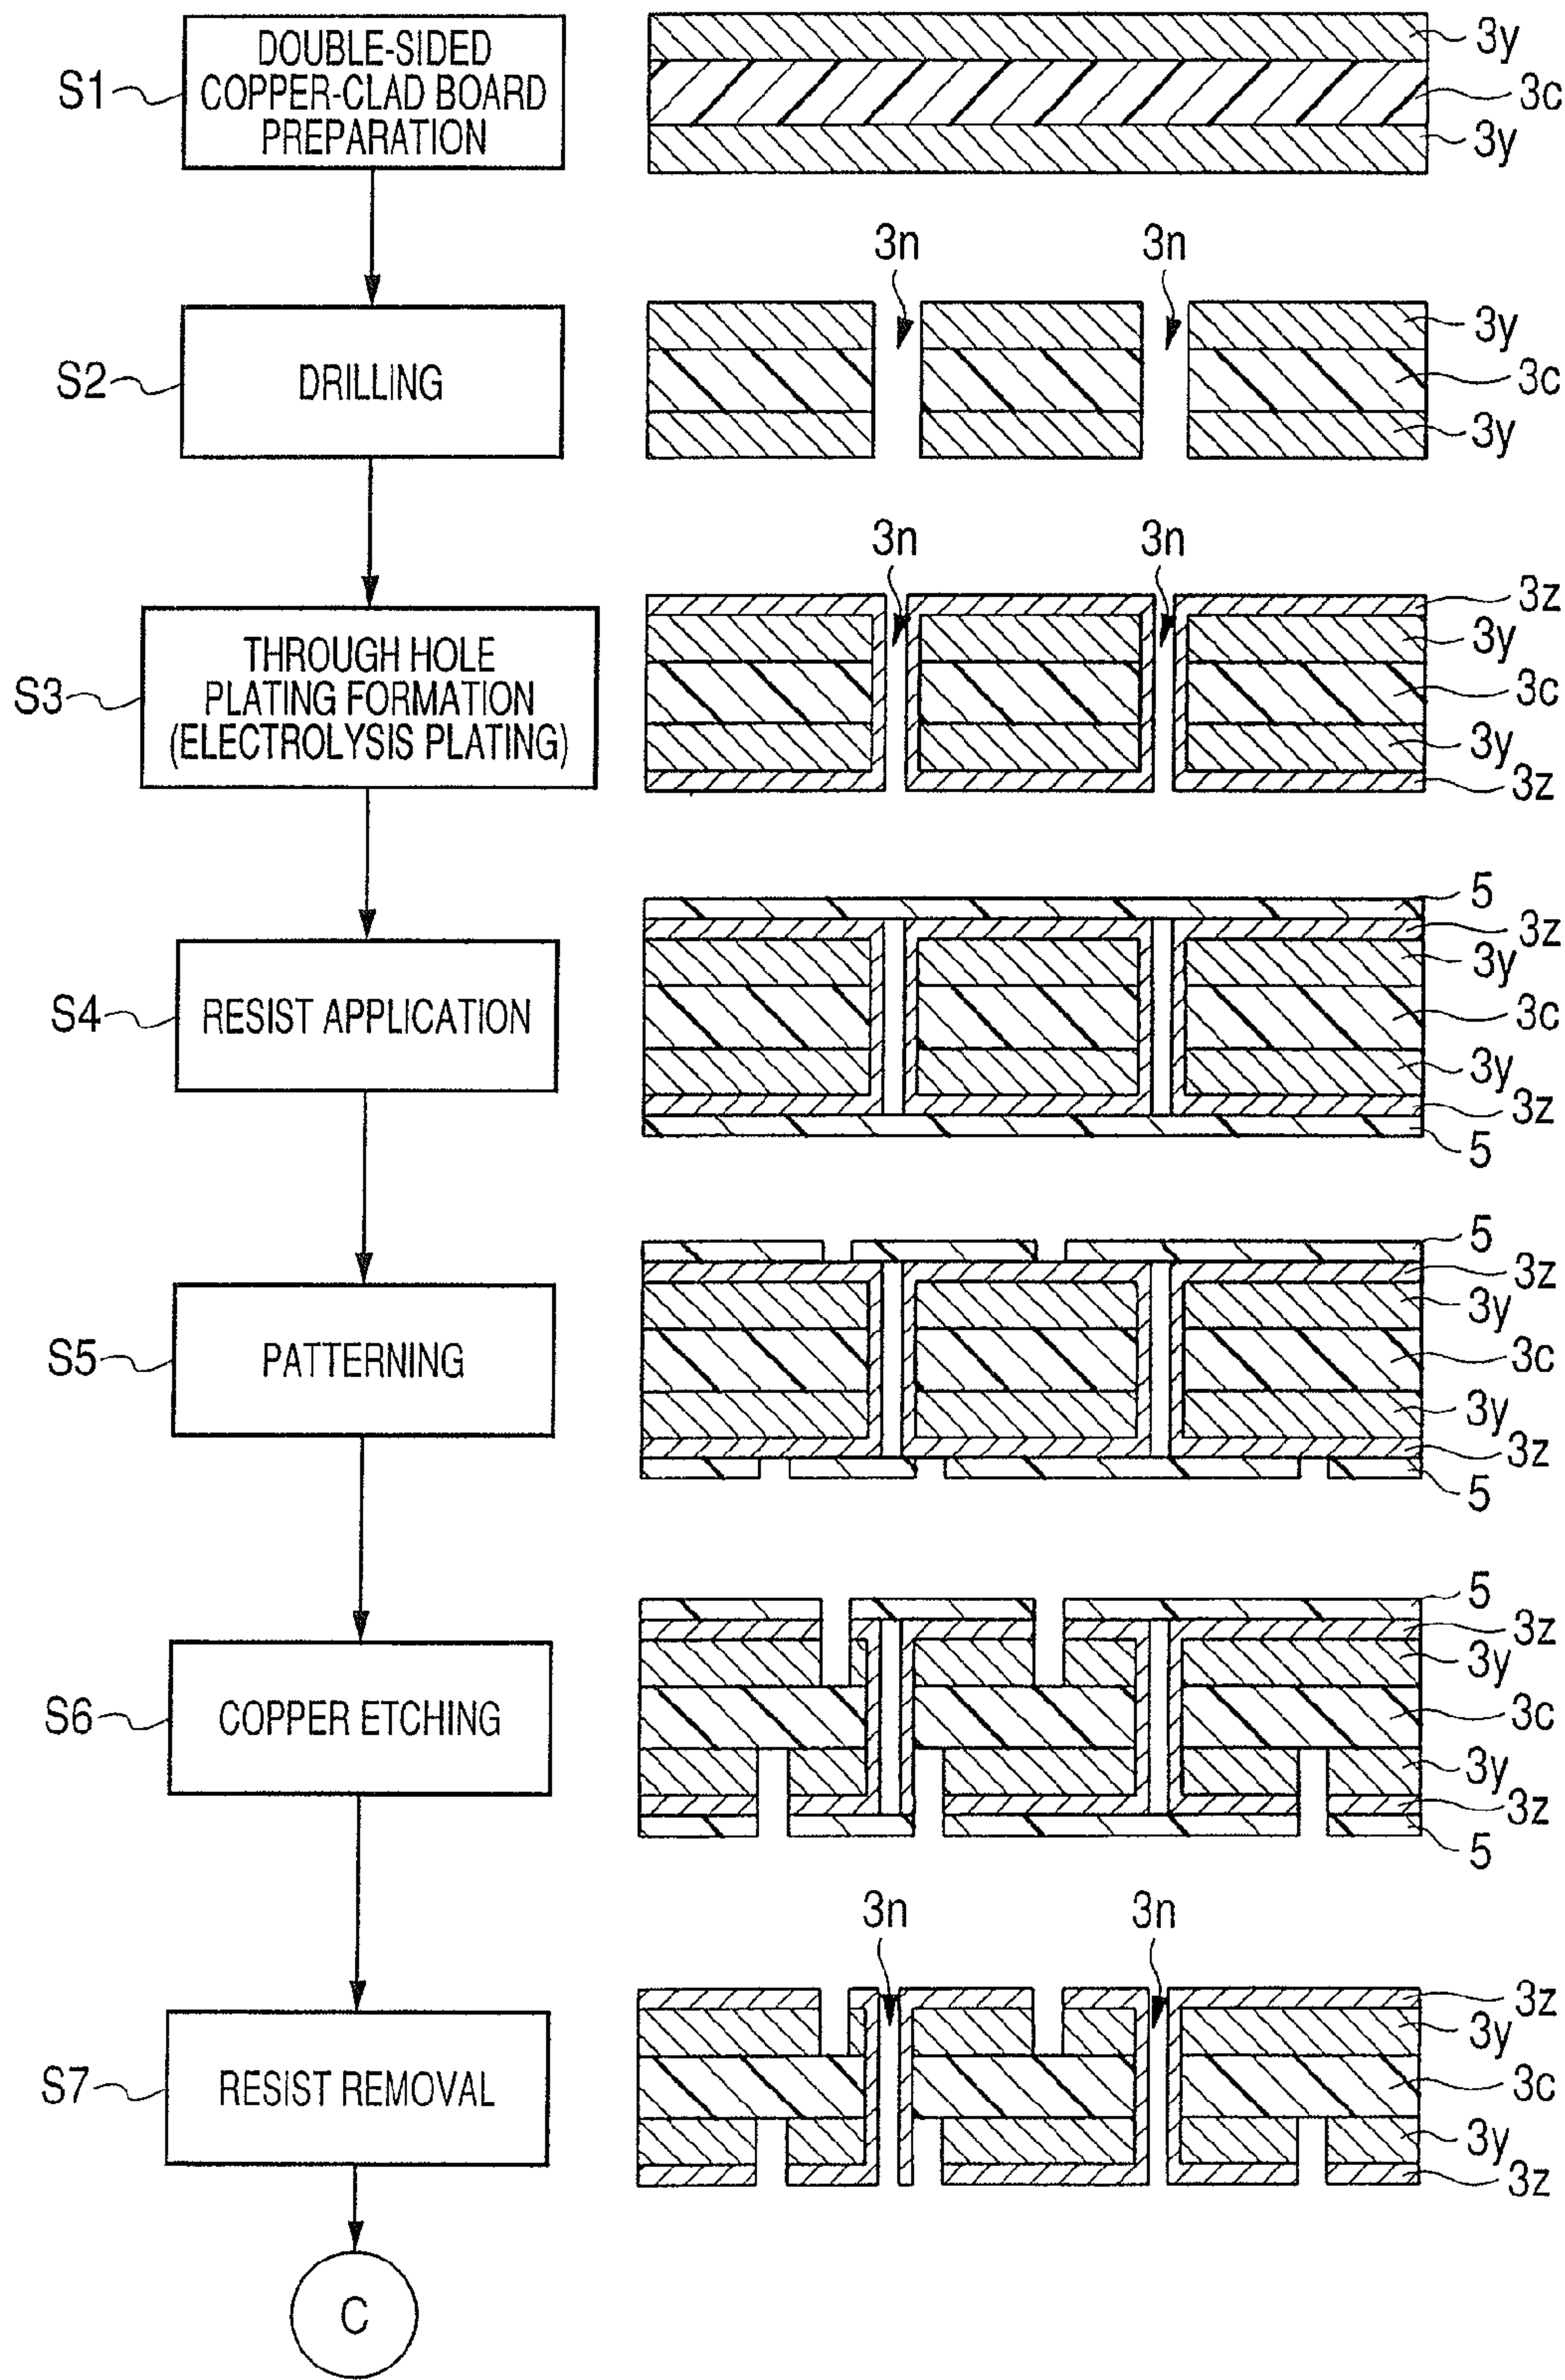 S1
DOUBLE-SIDED
COPPER-CLAD BOARD
PREPARATION
3y
3c
3y
S2
DRILLING
3n
3n
3y
3c
3y
S3
THROUGH HOLE
PLATING FORMATION
(ELECTROLYSIS PLATING)
3n
3n
3z
3y
3c
3y
3z
S4
RESIST APPLICATION
5
3z
3y
3c
3y
3z
5
S5
PATTERNING
5
3z
3y
3c
3y
3z
5
S6
COPPER ETCHING
5
3z
3y
3c
3y
3z
5
S7
RESIST REMOVAL
3n
3n
3z
3y
3c
3y
3z
C